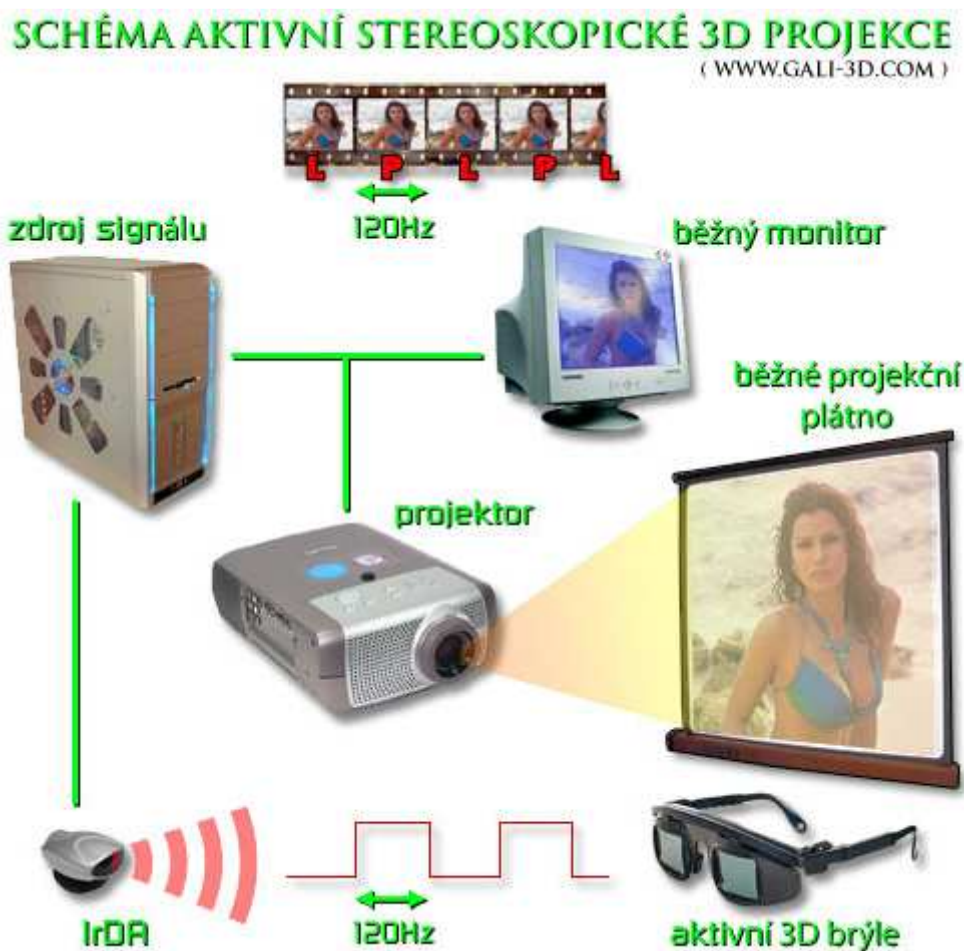 SCHÉMA AKTIVNÍ STEREOSKOPICKÉ 3D PROJEKCE
( WWW.GALI-3D.COM )
L P L P L
120Hz
zdroj signálu
běžný monitor
běžné projekční
plátno
projektor
IrDA
120Hz
aktivní 3D brýle